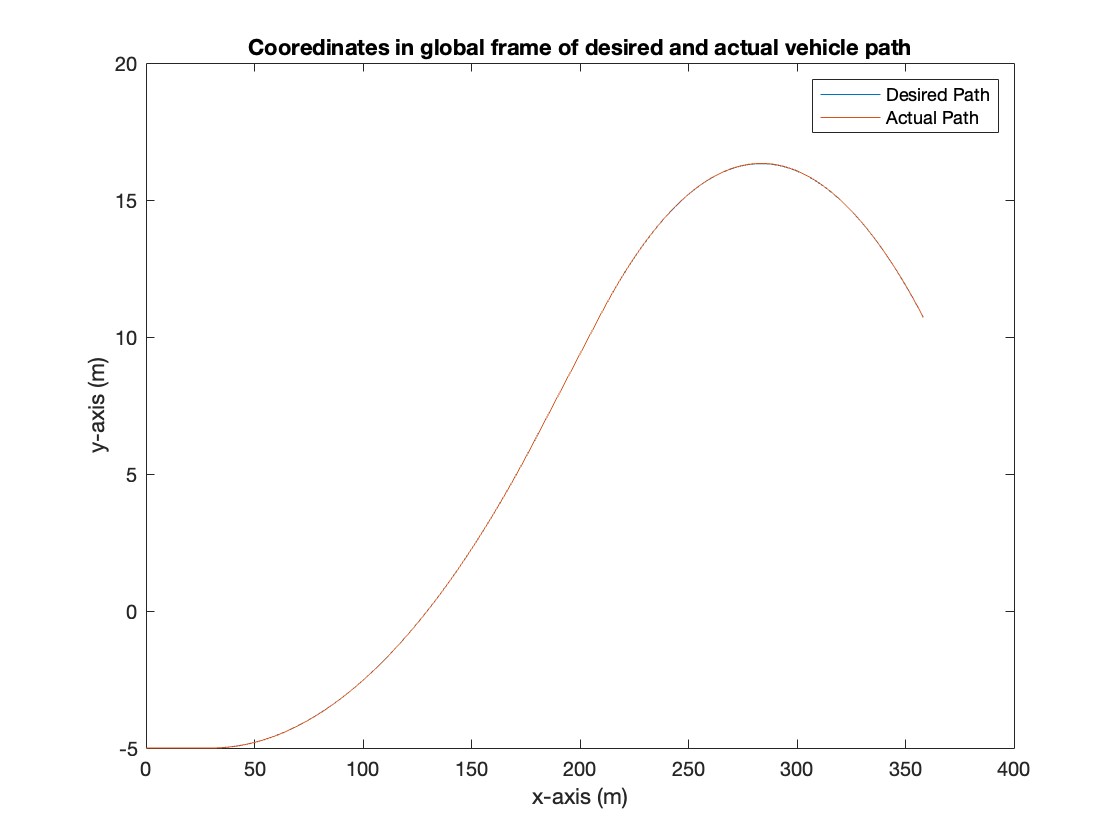 Cooredinates in global frame of desired and actual vehicle path
20
15
10
5
0
-5
y-axis (m)
Desired Path
Actual Path
0 50 100 150 200 250 300 350 400
x-axis (m)